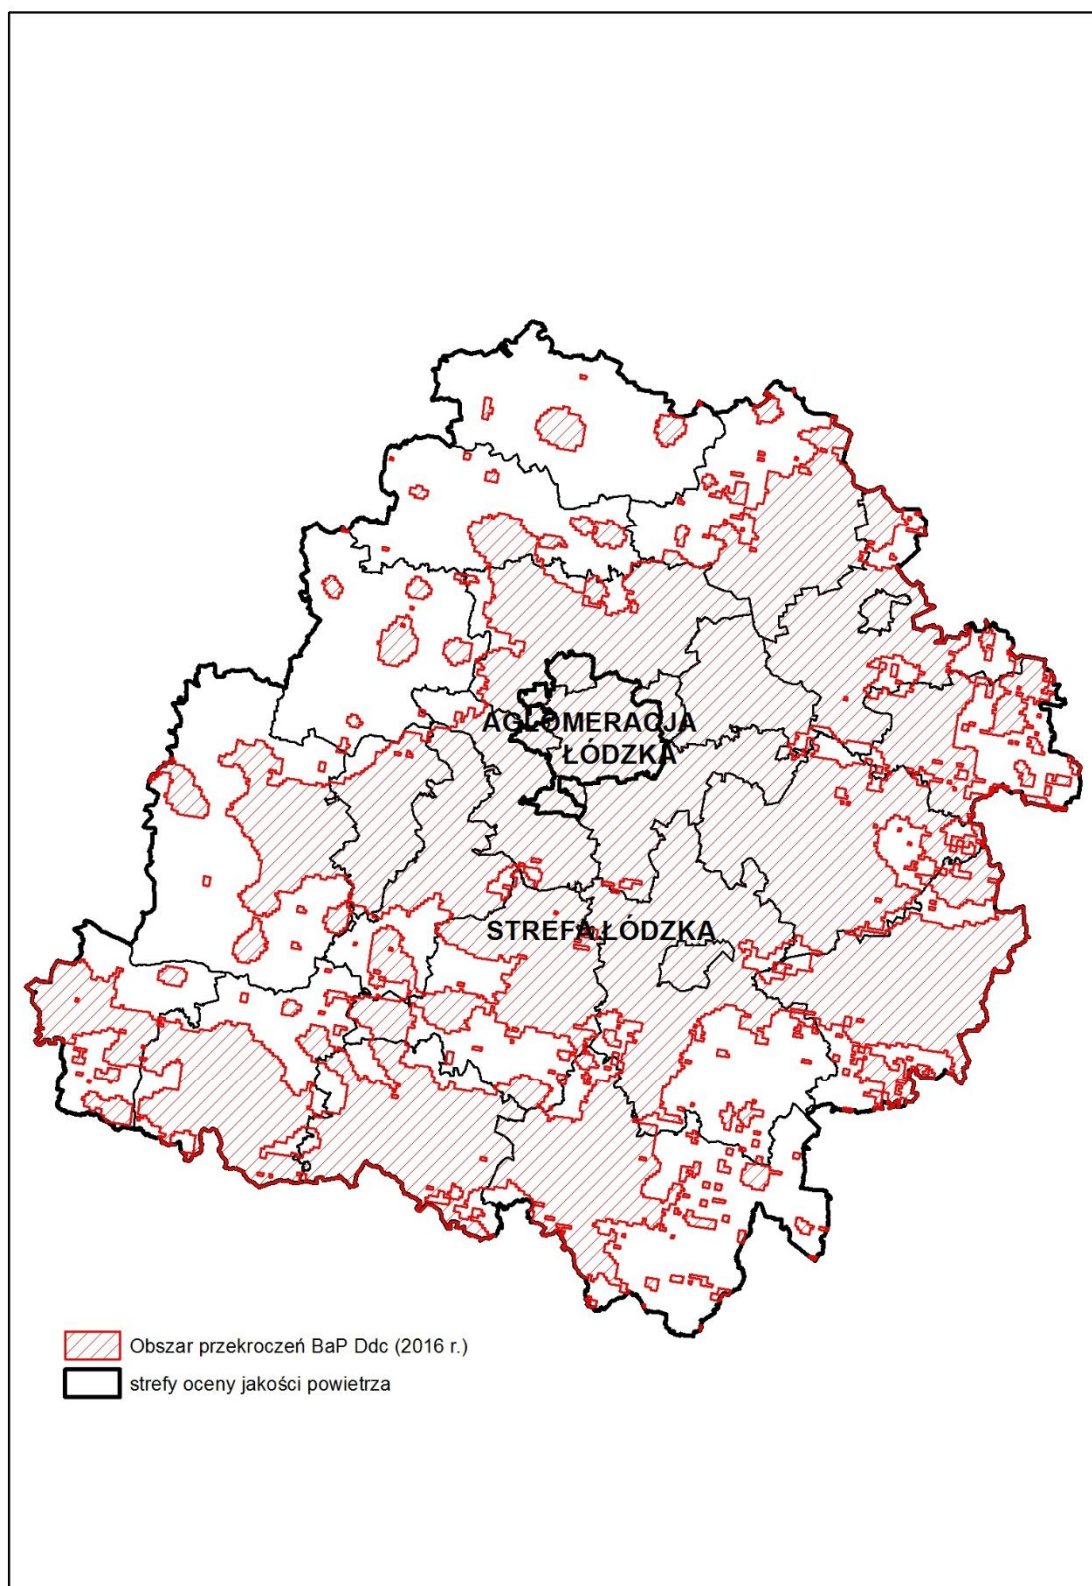 AGLOMERACJA
ŁÓDZKA
STREFA ŁÓDZKA
Obszar przekroczeń BaP Ddc (2016 r.)
strefy oceny jakości powietrza